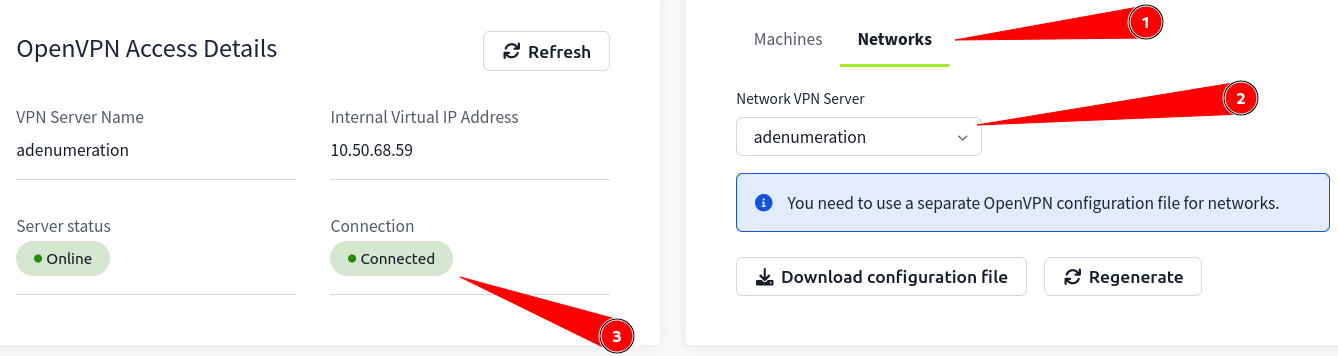 OpenVPN Access Details
Refresh
VPN Server Name
Internal Virtual IP Address
adenumeration
10.50.68.59
Server status
Connection
Online
Connected
3
Machines
Networks
1
Network VPN Server
2
adenumeration
You need to use a separate OpenVPN configuration file for networks.
Download configuration file
Regenerate